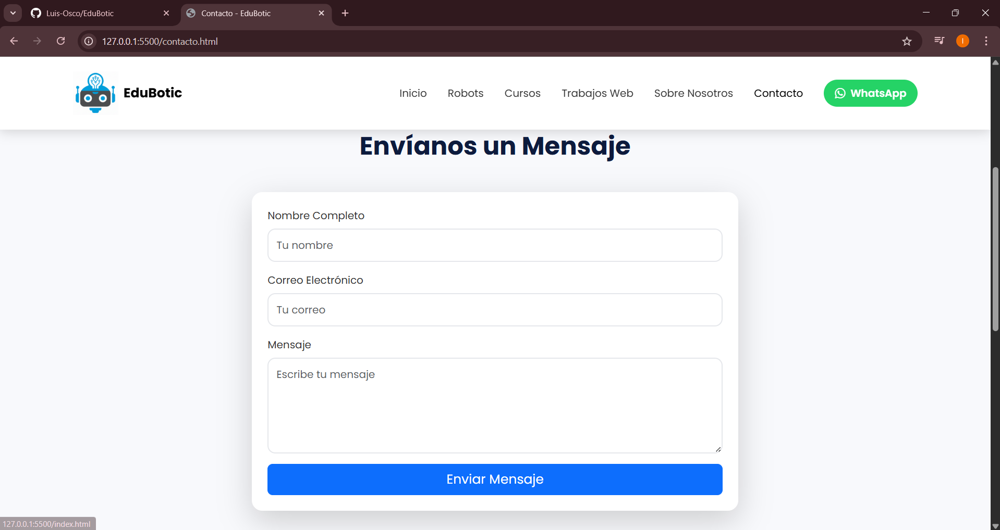 Luis-Osco/EduBotic
Contacto - EduBotic
127.0.0.1:5500/contacto.html
I
EduBotic
Inicio
Robots
Cursos
Trabajos Web
Sobre Nosotros
Contacto
WhatsApp
Envíanos un Mensaje
Nombre Completo
Tu nombre
Correo Electrónico
Tu correo
Mensaje
Escribe tu mensaje
Enviar Mensaje
127.0.0.1:5500/index.html